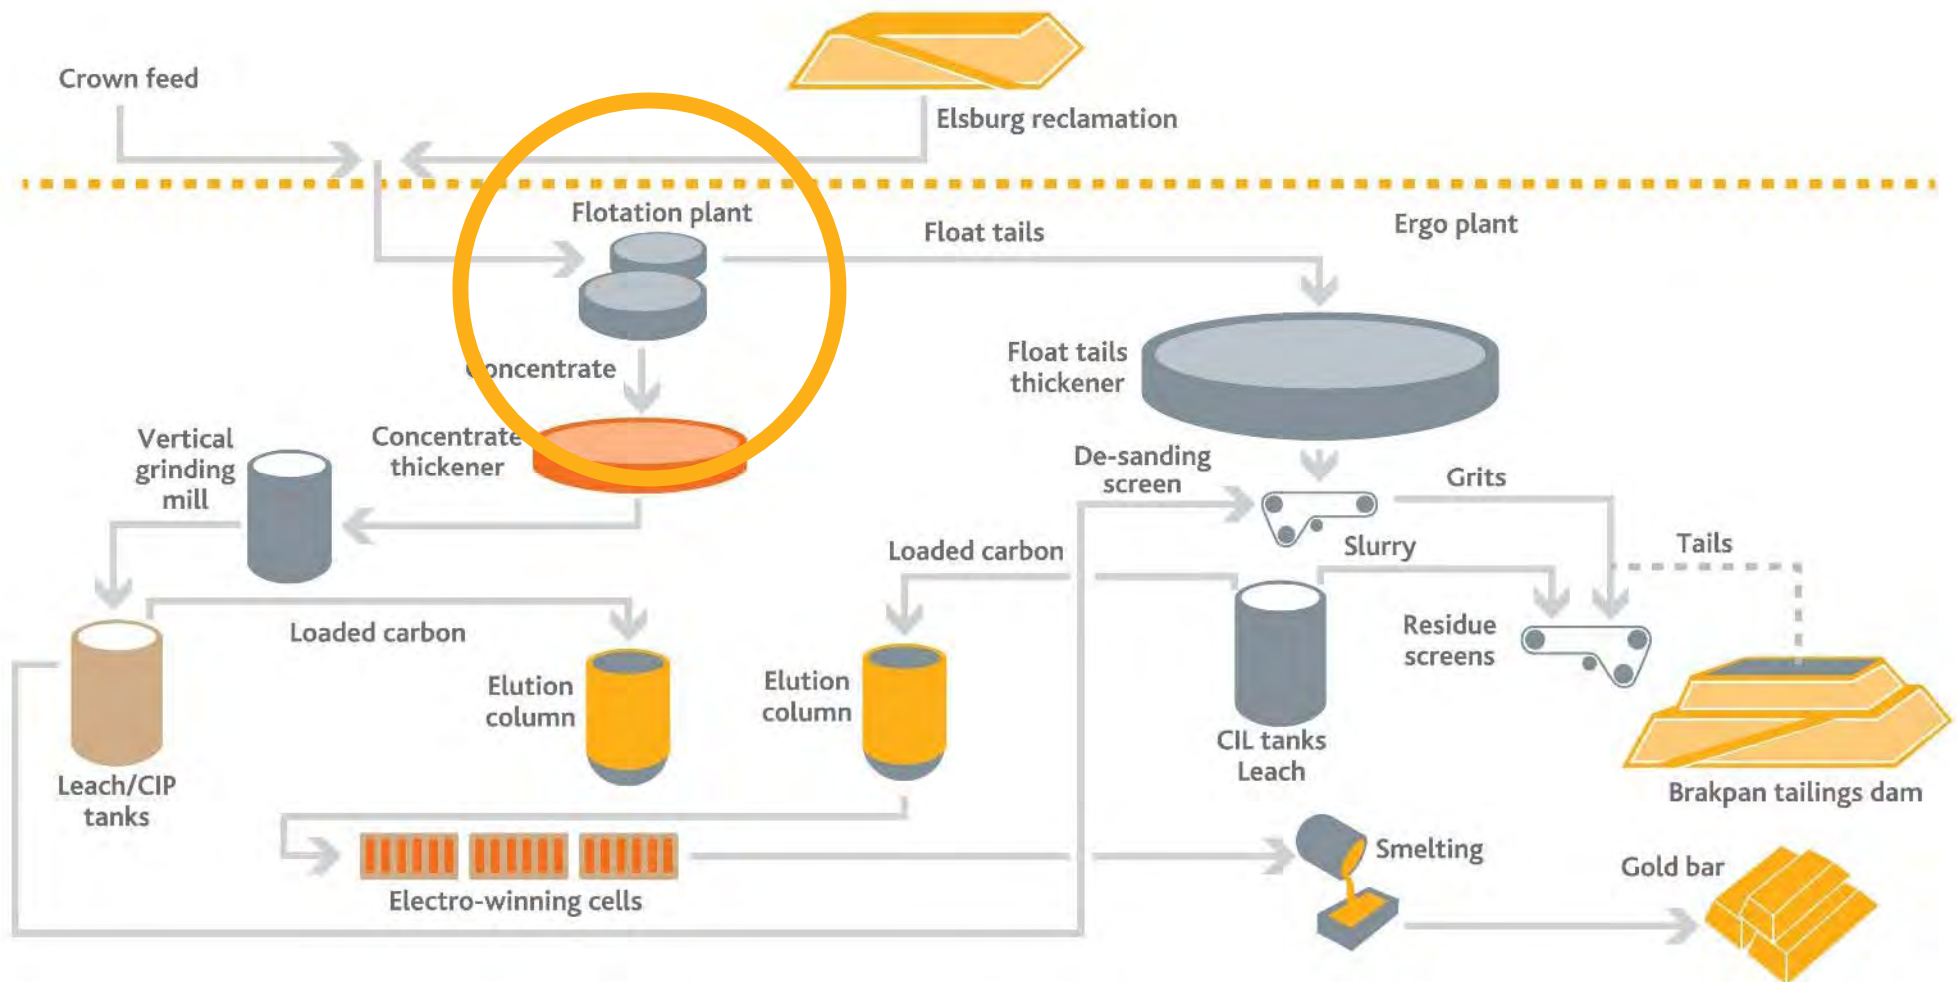 Crown feed
Elsburg reclamation
Flotation plant
Float tails
Ergo plant
Concentrate
Float tails
thickener
Vertical
grinding
mill
Concentrate
thickener
De-sanding
screen
Grits
Loaded carbon
Slurry
Tails
Loaded carbon
Residue
screens
Elution
column
Elution
column
CIL tanks
Leach
Leach/CIP
tanks
Brakpan tailings dam
Smelting
Gold bar
Electro-winning cells